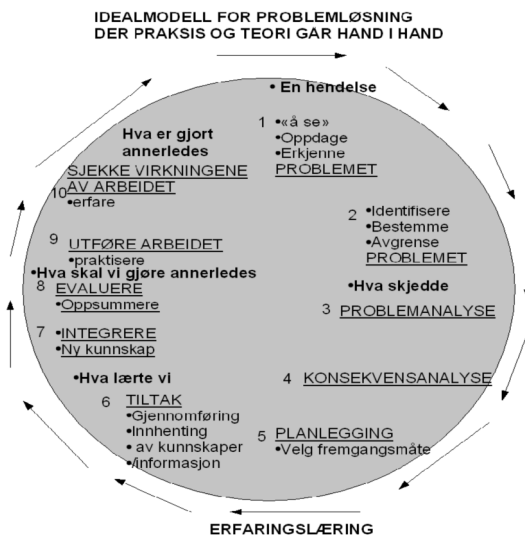 IDEALMODELL FOR PROBLEMLØSNING
DER PRAKSIS OG TEORI GÅR HAND I HAND
• En hendelse
1 •«å se»
•Oppdage
•Erkjenne
PROBLEMET
2 •Identifisere
•Bestemme
•Avgrense
PROBLEMET
•Hva skjedde
3 PROBLEMANALYSE
4 KONSEKVENSANALYSE
5 PLANLEGGING
•Velg fremgangsmåte
6 TILTAK
•Gjennomføring
•Innhenting
• av kunnskaper
•/informasjon
•Hva lærte vi
7 •INTEGRERE
•Ny kunnskap
8 EVALUERE
•Oppsummere
•Hva skal vi gjøre annerledes
9 UTFØRE ARBEIDET
•praktisere
10 SJEKKE VIRKNINGENE
AV ARBEIDET
•erfare
Hva er gjort
annerledes
ERFARINGSLÆRING